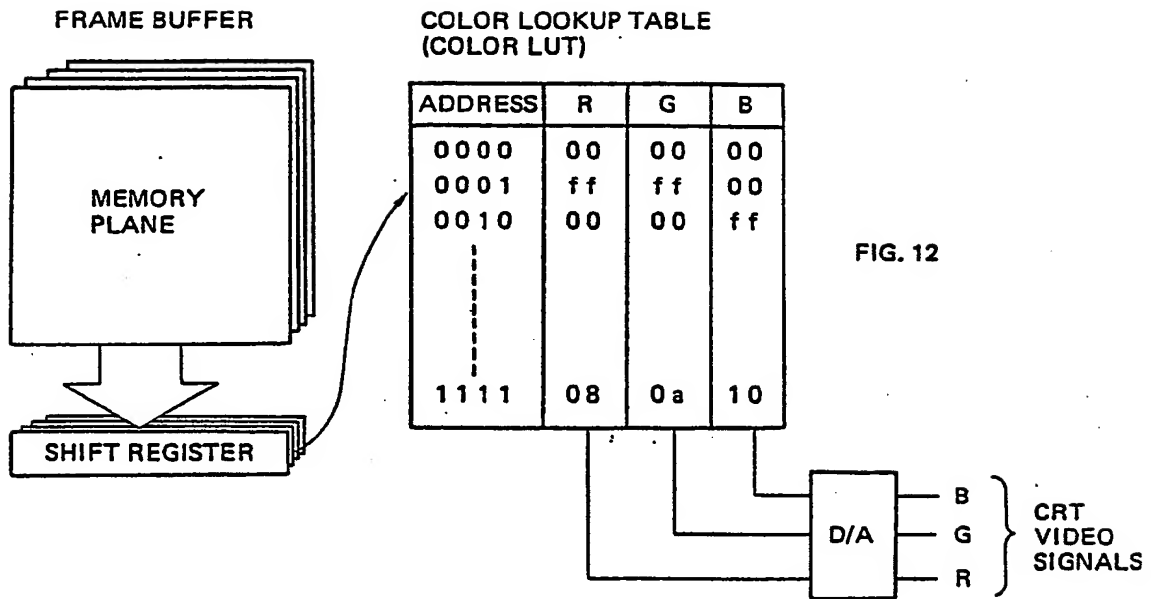 FRAME BUFFER
COLOR LOOKUP TABLE
(COLOR LUT)
ADDRESS R G B
0000 00 00 00
0001 ff ff 00
0010 00 00 ff
1111 08 0a 10
MEMORY
PLANE
SHIFT REGISTER
FIG. 12
D/A
B
G
R
CRT
VIDEO
SIGNALS